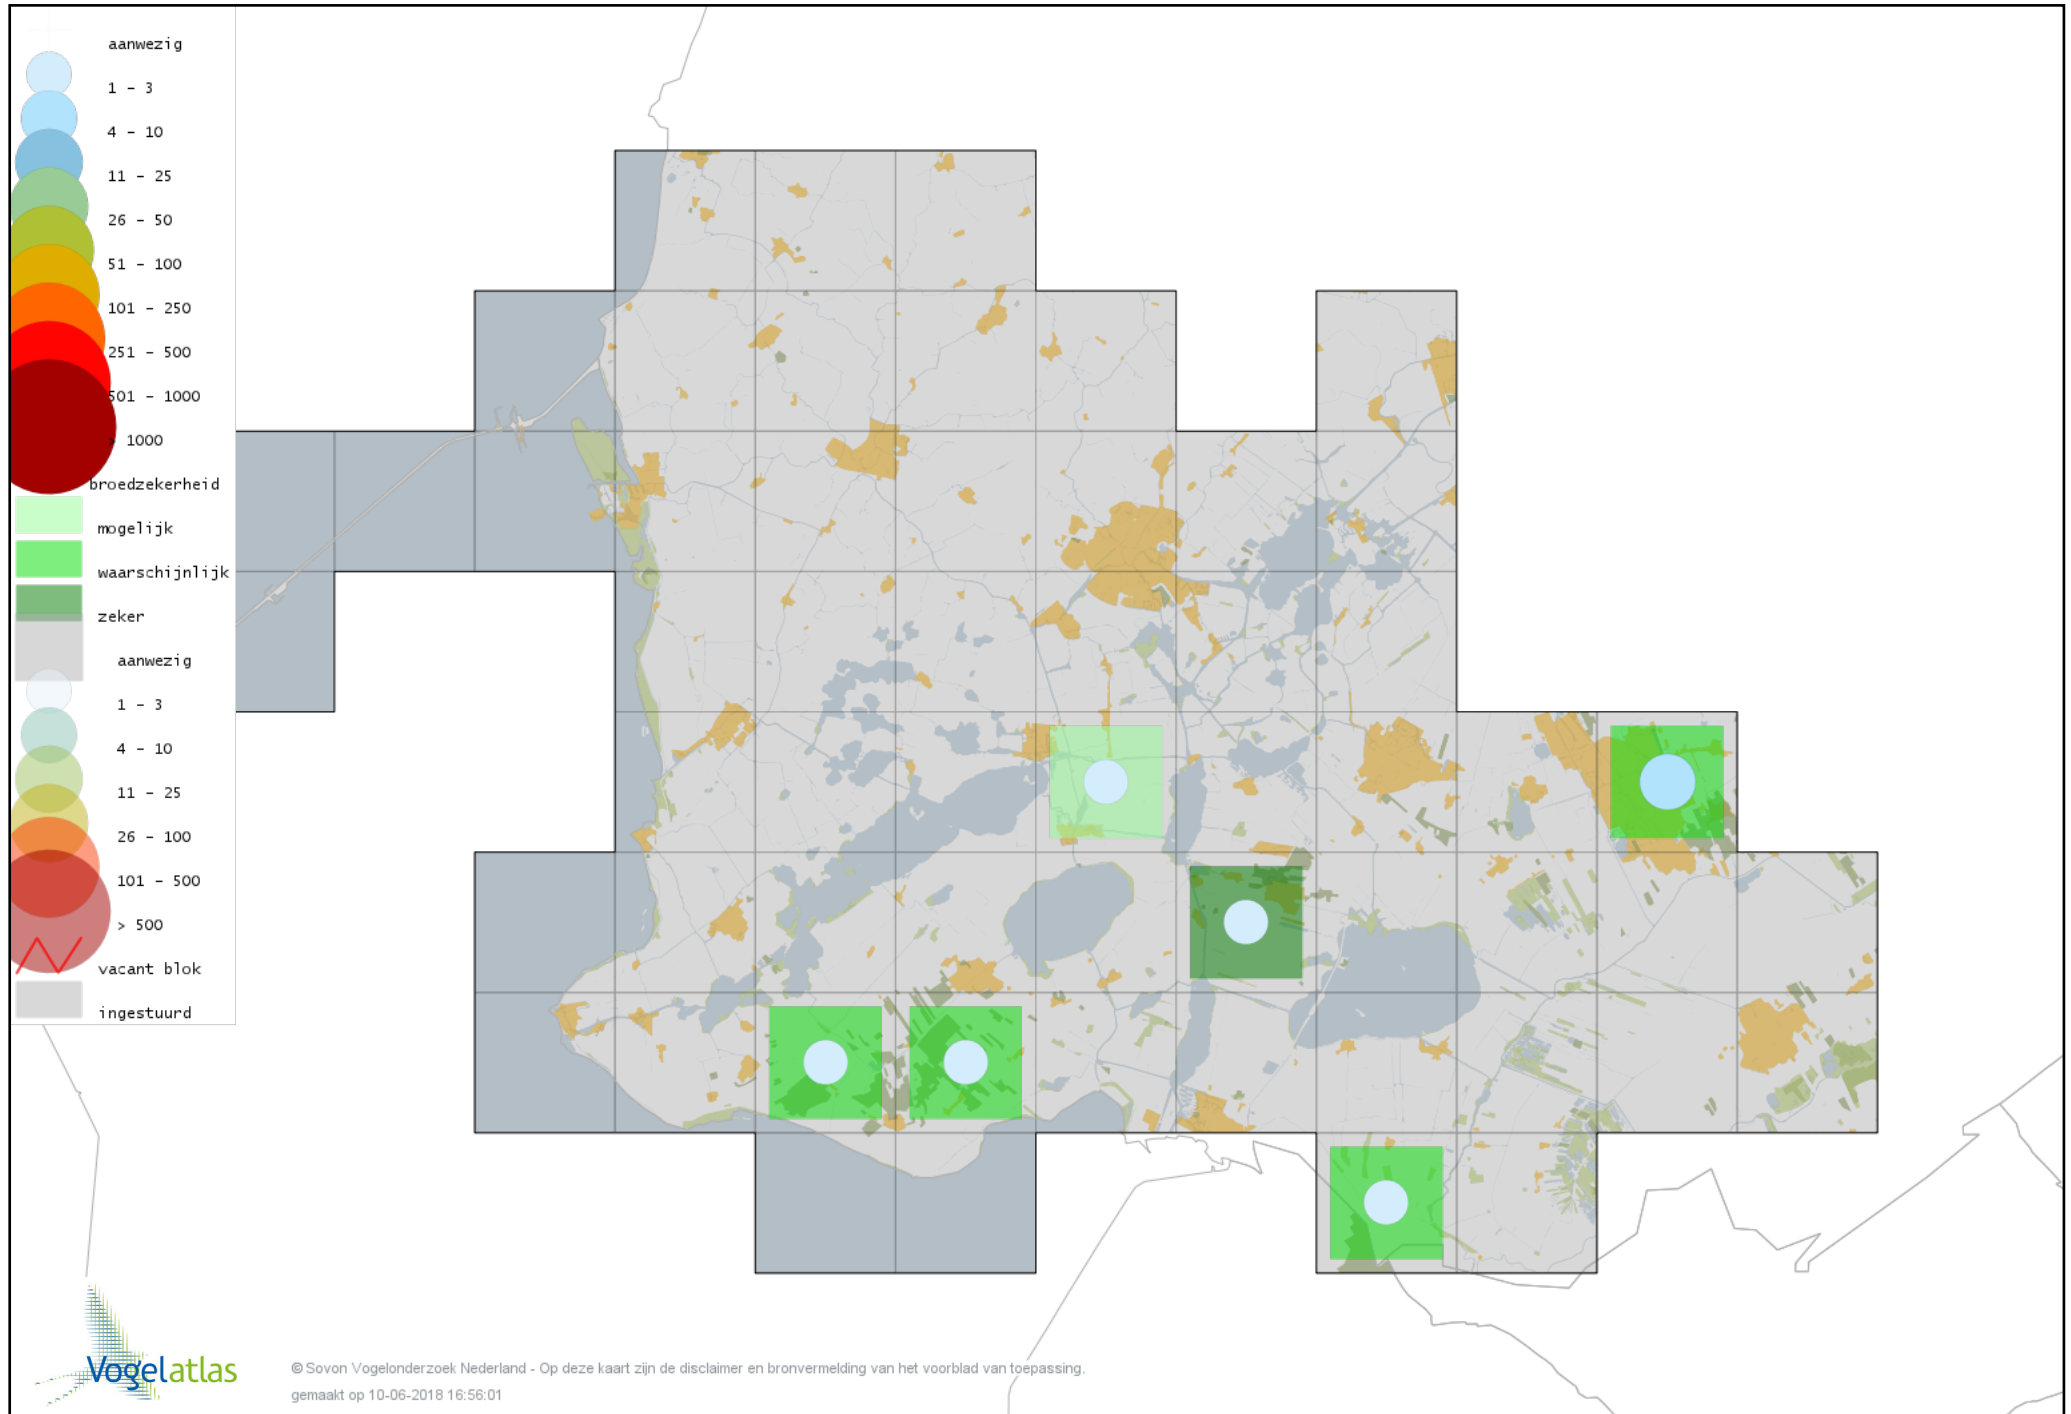 aanwezig
1 - 3
4 - 10
11 - 25
26 - 50
51 - 100
101 - 250
251 - 500
501 - 1000
> 1000
broedzekerheid
mogelijk
waarschijnlijk
zeker
aanwezig
1 - 3
4 - 10
11 - 25
26 - 100
101 - 500
> 500
vacant blok
ingestuurd
Vogelatlas
© Sovon Vogelonderzoek Nederland - Op deze kaart zijn de disclaimer en bronvermelding van het voorblad van toepassing.
gemaakt op 10-06-2018 16:56:01